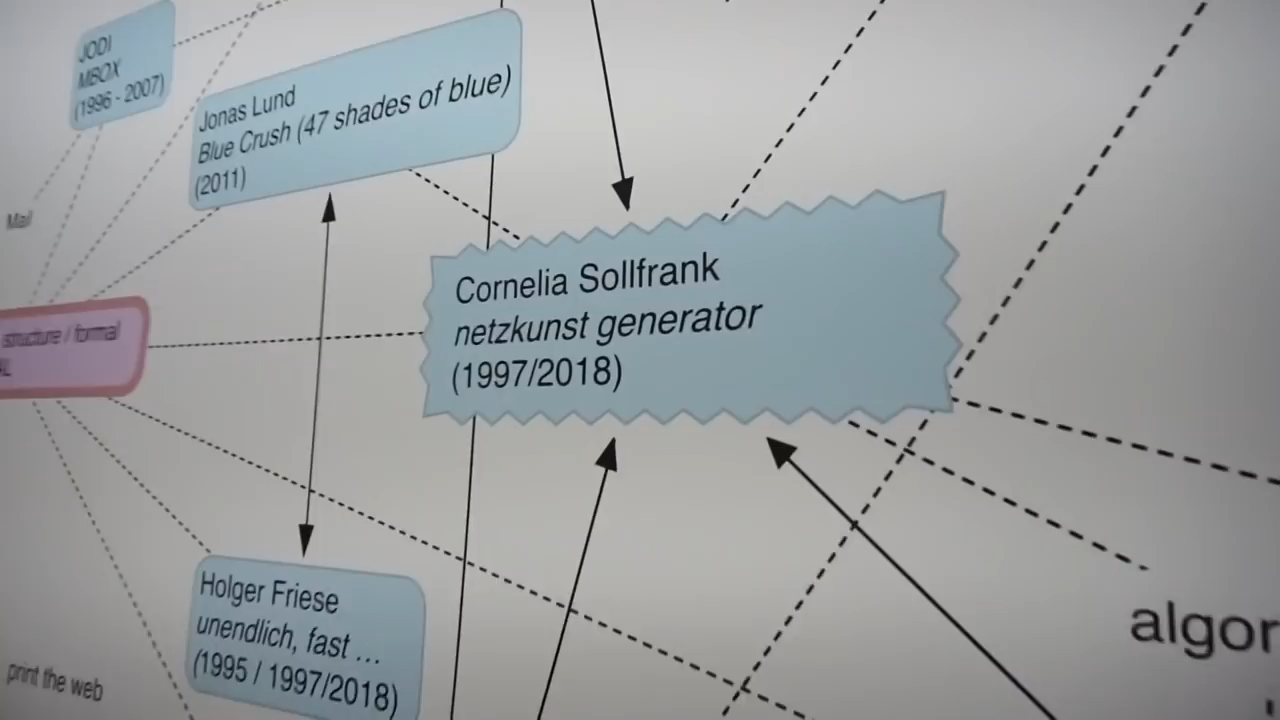 JODI
MBOX
(1996 - 2007)
Jonas Lund
Blue Crush (47 shades of blue)
(2011)
Mail
Cornelia Sollfrank
netzkunst generator
(1997/2018)
structure / formal
Holger Friese
unendlich, fast ...
(1995 / 1997/2018)
print the web
algor